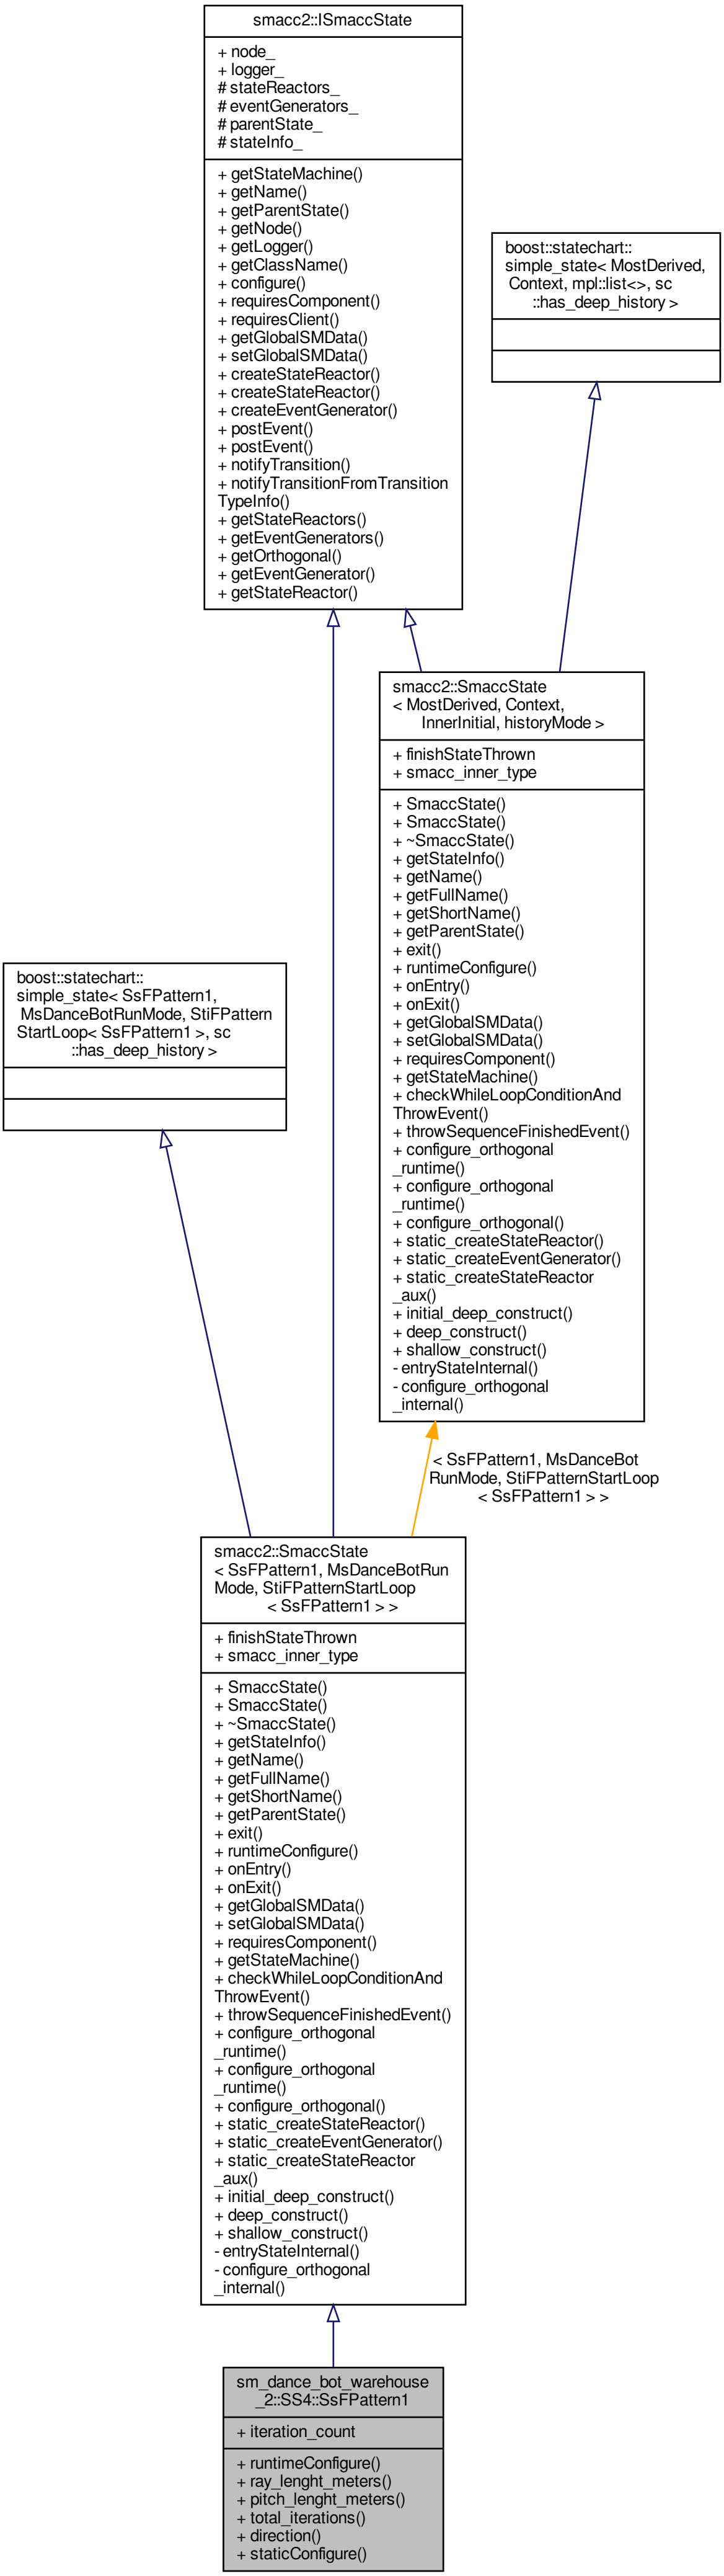 smacc2::ISmaccState
+ node_
+ logger_
# stateReactors_
# eventGenerators_
# parentState_
# stateInfo_
+ getStateMachine()
+ getName()
+ getParentState()
+ getNode()
+ getLogger()
+ getClassName()
+ configure()
+ requiresComponent()
+ requiresClient()
+ getGlobalSMData()
+ setGlobalSMData()
+ createStateReactor()
+ createStateReactor()
+ createEventGenerator()
+ postEvent()
+ postEvent()
+ notifyTransition()
+ notifyTransitionFromTransition
TypeInfo()
+ getStateReactors()
+ getEventGenerators()
+ getOrthogonal()
+ getEventGenerator()
+ getStateReactor()
boost::statechart::
simple_state< MostDerived,
Context, mpl::list<>, sc
::has_deep_history >
smacc2::SmaccState
< MostDerived, Context,
InnerInitial, historyMode >
+ finishStateThrown
+ smacc_inner_type
+ SmaccState()
+ SmaccState()
+ ~SmaccState()
+ getStateInfo()
+ getName()
+ getFullName()
+ getShortName()
+ getParentState()
+ exit()
+ runtimeConfigure()
+ onEntry()
+ onExit()
+ getGlobalSMData()
+ setGlobalSMData()
+ requiresComponent()
+ getStateMachine()
+ checkWhileLoopConditionAnd
ThrowEvent()
+ throwSequenceFinishedEvent()
+ configure_orthogonal
_runtime()
+ configure_orthogonal
_runtime()
+ configure_orthogonal()
+ static_createStateReactor()
+ static_createEventGenerator()
+ static_createStateReactor
_aux()
+ initial_deep_construct()
+ deep_construct()
+ shallow_construct()
- entryStateInternal()
- configure_orthogonal
_internal()
boost::statechart::
simple_state< SsFPattern1,
MsDanceBotRunMode, StiFPattern
StartLoop< SsFPattern1 >, sc
::has_deep_history >
< SsFPattern1, MsDanceBot
RunMode, StiFPatternStartLoop
< SsFPattern1 > >
smacc2::SmaccState
< SsFPattern1, MsDanceBotRun
Mode, StiFPatternStartLoop
< SsFPattern1 > >
+ finishStateThrown
+ smacc_inner_type
+ SmaccState()
+ SmaccState()
+ ~SmaccState()
+ getStateInfo()
+ getName()
+ getFullName()
+ getShortName()
+ getParentState()
+ exit()
+ runtimeConfigure()
+ onEntry()
+ onExit()
+ getGlobalSMData()
+ setGlobalSMData()
+ requiresComponent()
+ getStateMachine()
+ checkWhileLoopConditionAnd
ThrowEvent()
+ throwSequenceFinishedEvent()
+ configure_orthogonal
_runtime()
+ configure_orthogonal
_runtime()
+ configure_orthogonal()
+ static_createStateReactor()
+ static_createEventGenerator()
+ static_createStateReactor
_aux()
+ initial_deep_construct()
+ deep_construct()
+ shallow_construct()
- entryStateInternal()
- configure_orthogonal
_internal()
sm_dance_bot_warehouse
_2::SS4::SsFPattern1
+ iteration_count
+ runtimeConfigure()
+ ray_lenght_meters()
+ pitch_lenght_meters()
+ total_iterations()
+ direction()
+ staticConfigure()